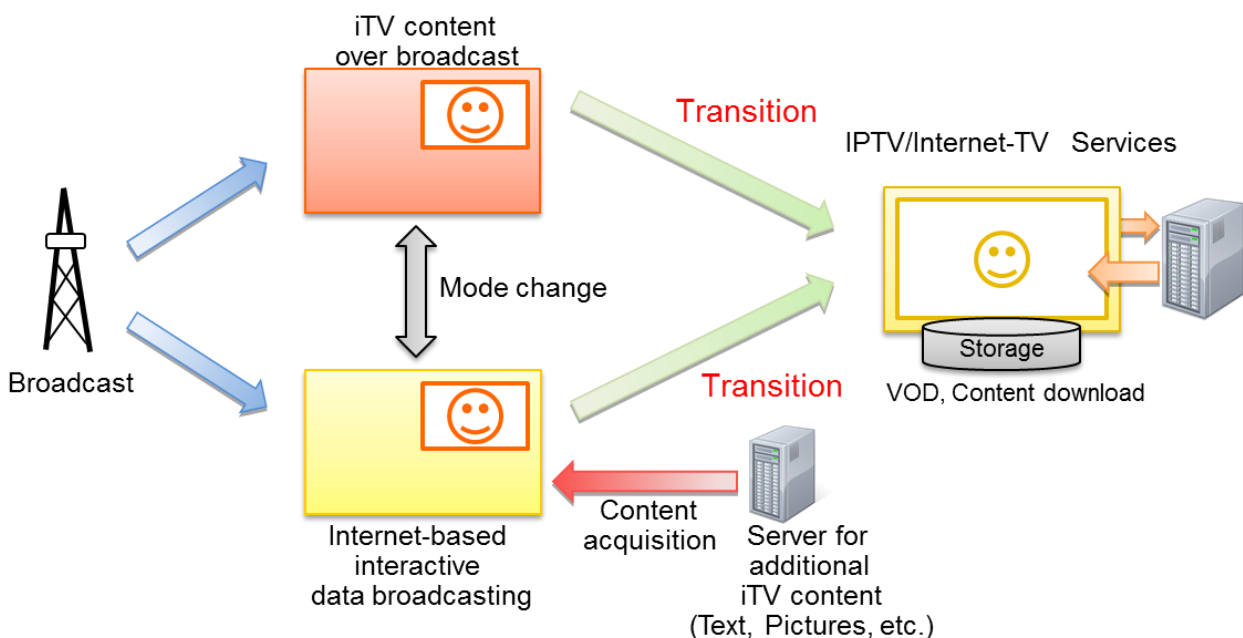 iTV content
over broadcast
Transition
IPTV/Internet-TV Services
Mode change
Broadcast
Storage
Transition
VOD, Content download
Content
acquisition
Internet-based
interactive
data broadcasting
Server for
additional
iTV content
(Text, Pictures, etc.)